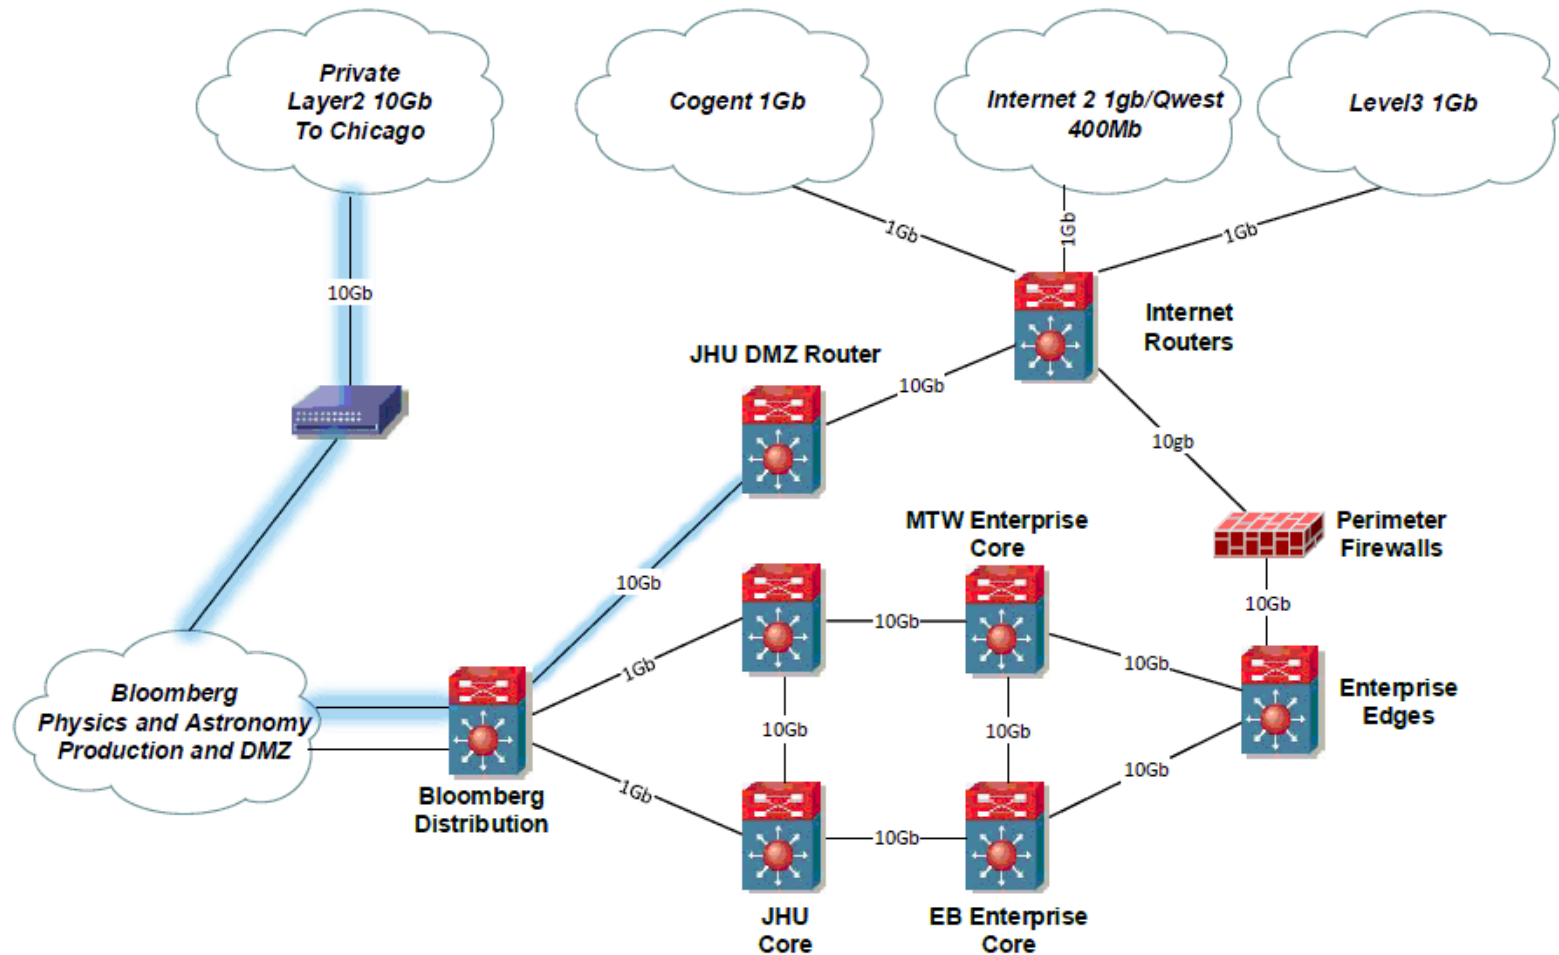 Private
Layer2 10Gb
To Chicago
Cogent 1Gb
Internet 2 1gb/Qwest
400Mb
Level3 1Gb
1Gb
1Gb
1Gb
10Gb
Internet
Routers
JHU DMZ Router
10Gb
10gb
MTW Enterprise
Core
Perimeter
Firewalls
10Gb
10Gb
10Gb
1Gb
10Gb
Bloomberg
Physics and Astronomy
Production and DMZ
Enterprise
Edges
10Gb
10Gb
10Gb
1Gb
Bloomberg
Distribution
10Gb
JHU
Core
EB Enterprise
Core